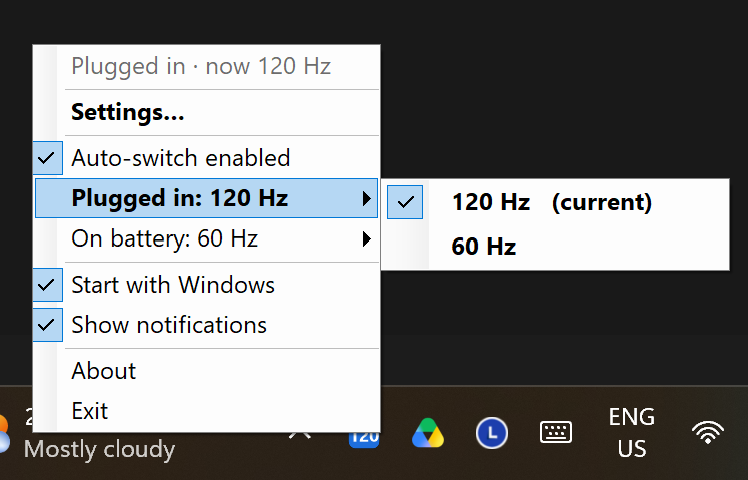 Plugged in · now 120 Hz
Settings...
Auto-switch enabled
Plugged in: 120 Hz
120 Hz (current)
60 Hz
On battery: 60 Hz
Start with Windows
Show notifications
About
Exit
2
Mostly cloudy
120
L
ENG
US